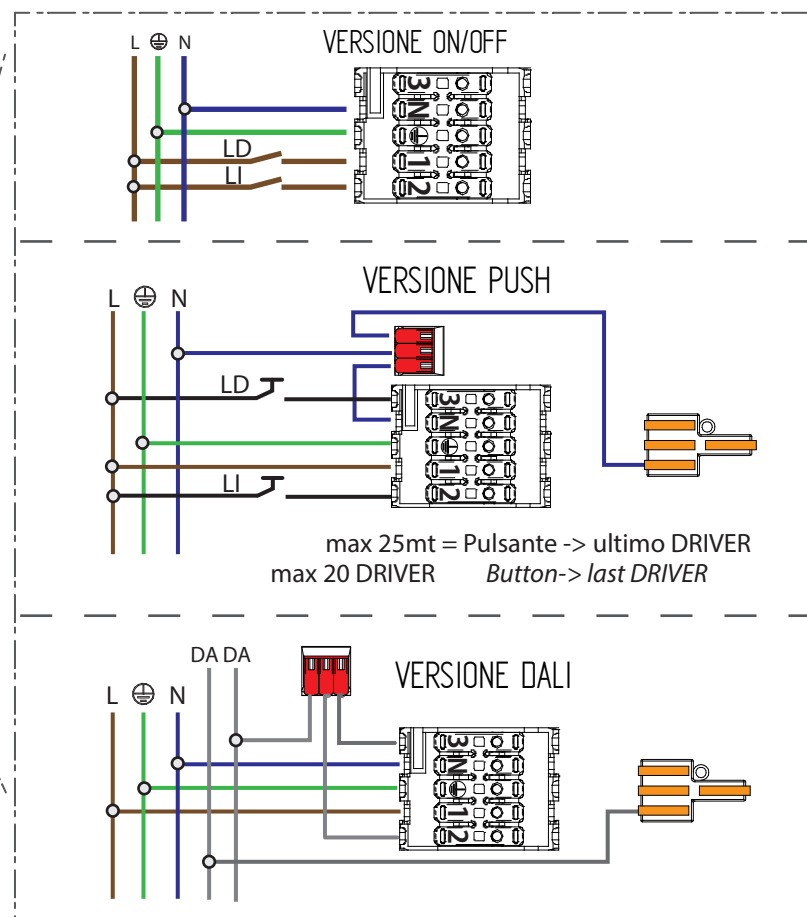 VERSIONE ON/OFF
L N
3
N
LD
1
LI
2
VERSIONE PUSH
L N
LD
3
N
1
LI
2
max 25mt = Pulsante -> ultimo DRIVER
max 20 DRIVER Button-> last DRIVER
DA DA
VERSIONE DALI
L N
3
N
1
2